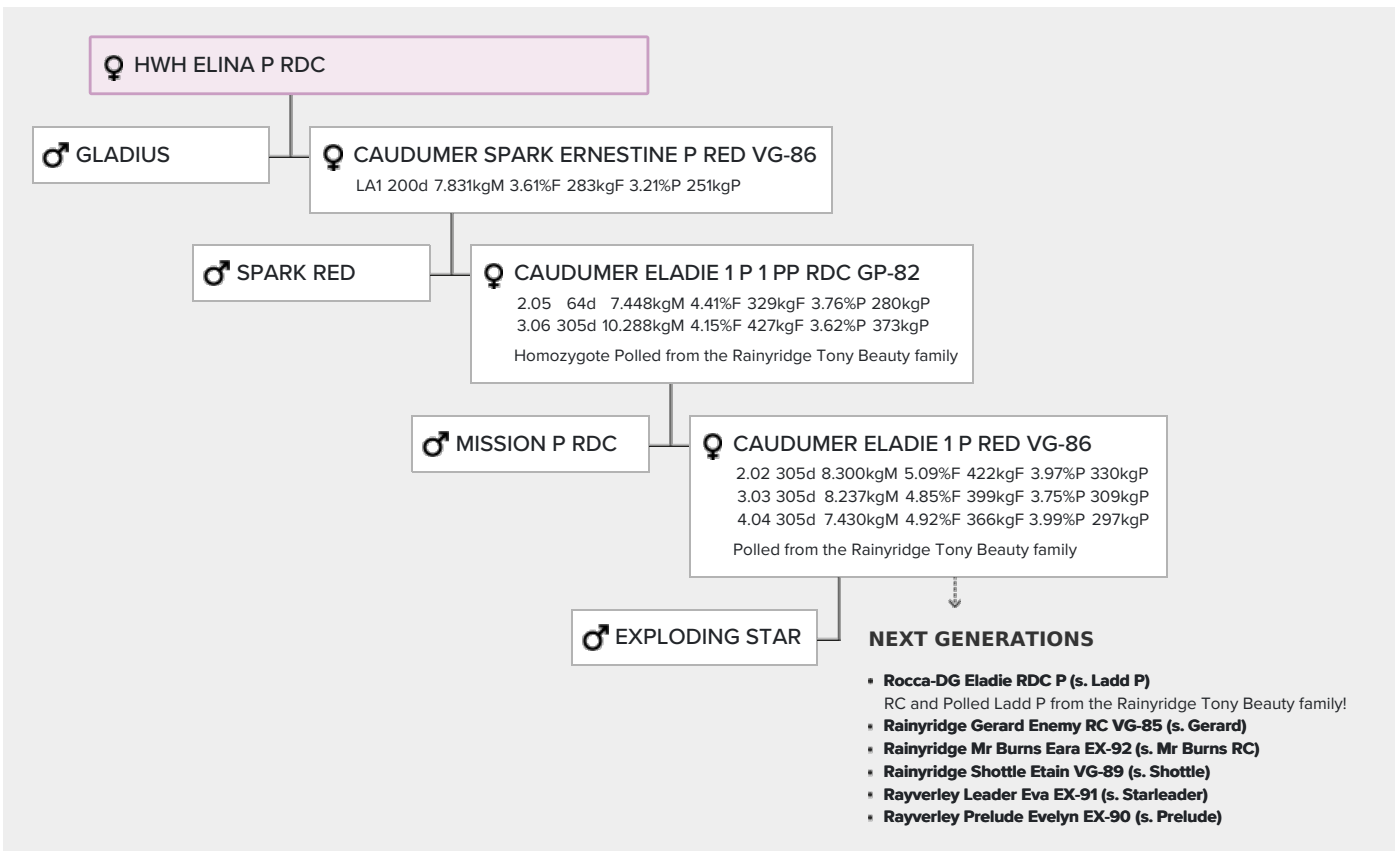 HWH ELINA P RDC
GLADIUS
CAUDUMER SPARK ERNESTINE P RED VG-86
LA1 200d 7.831kgM 3.61%F 283kgF 3.21%P 251kgP
SPARK RED
CAUDUMER ELADIE 1 P 1 PP RDC GP-82
2.05 64d 7.448kgM 4.41%F 329kgF 3.76%P 280kgP
3.06 305d 10.288kgM 4.15%F 427kgF 3.62%P 373kgP
Homozygote Polled from the Rainyridge Tony Beauty family
MISSION P RDC
CAUDUMER ELADIE 1 P RED VG-86
2.02 305d 8.300kgM 5.09%F 422kgF 3.97%P 330kgP
3.03 305d 8.237kgM 4.85%F 399kgF 3.75%P 309kgP
4.04 305d 7.430kgM 4.92%F 366kgF 3.99%P 297kgP
Polled from the Rainyridge Tony Beauty family
EXPLODING STAR
NEXT GENERATIONS
Rocca-DG Eladie RDC P (s. Ladd P)
RC and Polled Ladd P from the Rainyridge Tony Beauty family!
Rainyridge Gerard Enemy RC VG-85 (s. Gerard)
Rainyridge Mr Burns Eara EX-92 (s. Mr Burns RC)
Rainyridge Shottle Etain VG-89 (s. Shottle)
Rayverley Leader Eva EX-91 (s. Starleader)
Rayverley Prelude Evelyn EX-90 (s. Prelude)